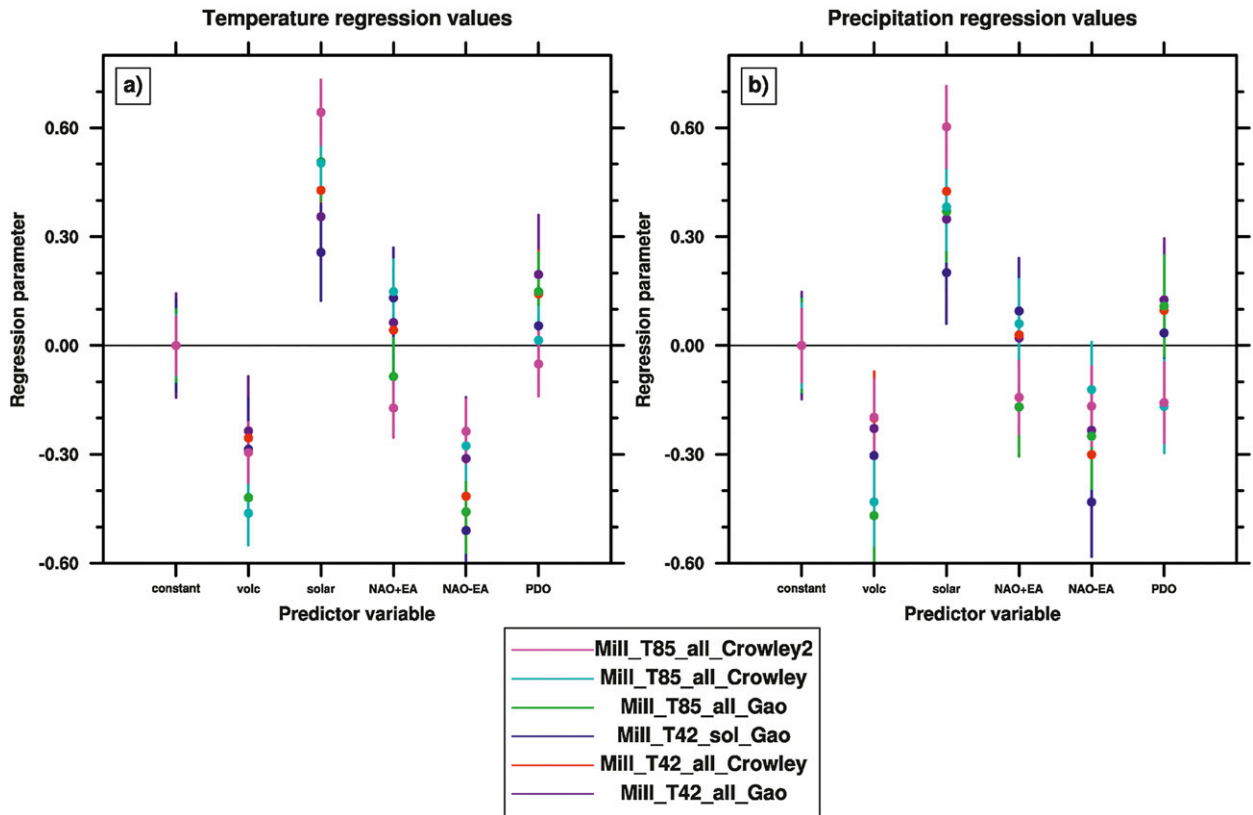 Temperature regression values
Precipitation regression values
a)
b)
0.60
0.30
0.00
-0.30
-0.60
Regression parameter
constant volc solar NAO+EA NAO-EA PDO
Predictor variable
0.60
0.30
0.00
-0.30
-0.60
Regression parameter
constant volc solar NAO+EA NAO-EA PDO
Predictor variable
Mill_T85_all_Crowley2
Mill_T85_all_Crowley
Mill_T85_all_Gao
Mill_T42_sol_Gao
Mill_T42_all_Crowley
Mill_T42_all_Gao